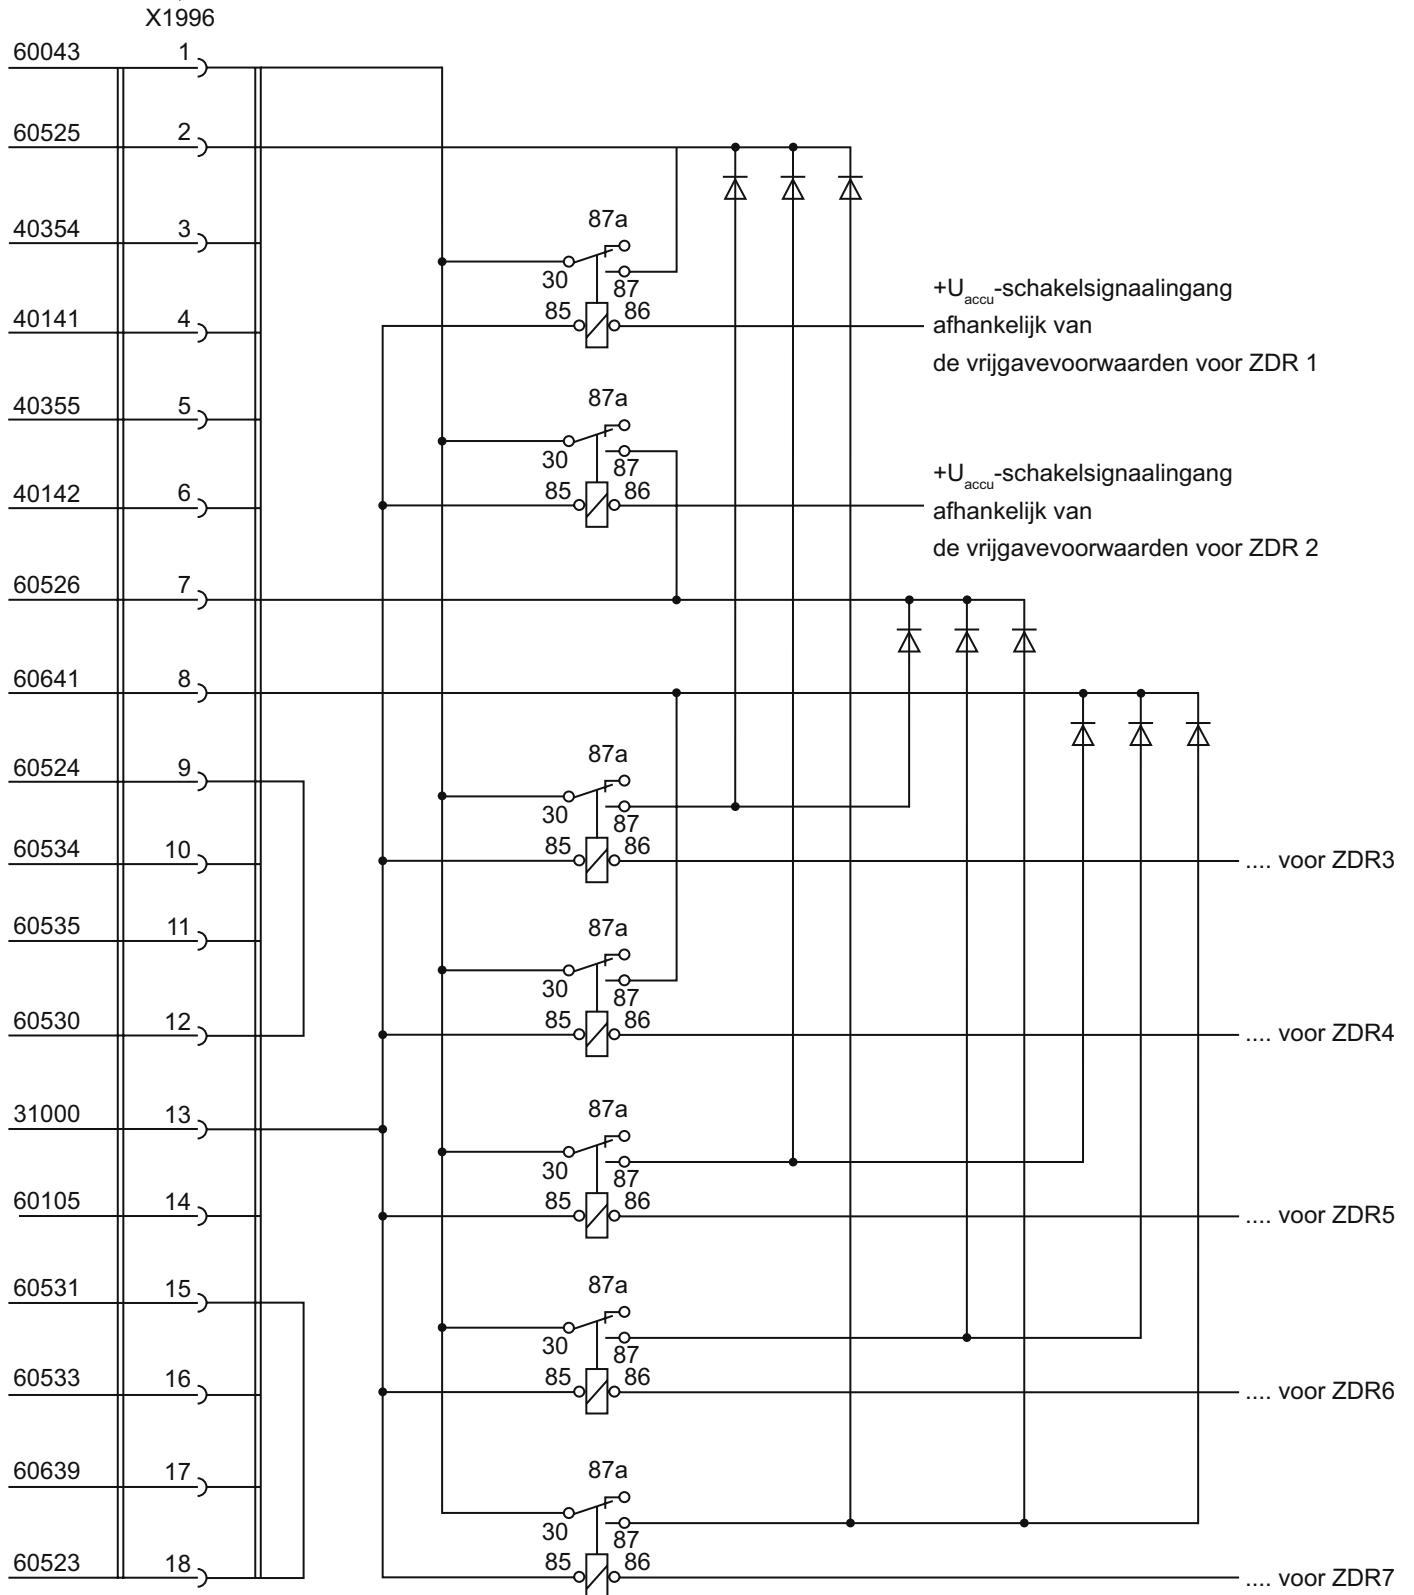 X1996
60043 1
60525 2
87a
40354 3
30
87
+Uaccu-schakelsignaalingang
40141 4
85 86
afhankelijk van
de vrijgavevoorwaarden voor ZDR 1
87a
40355 5
30
87
+Uaccu-schakelsignaalingang
40142 6
85 86
afhankelijk van
de vrijgavevoorwaarden voor ZDR 2
60526 7
60641 8
87a
60524 9
30
87
60534 10
85 86
.... voor ZDR3
60535 11
87a
30
87
60530 12
85 86
.... voor ZDR4
31000 13
87a
30
87
60105 14
85 86
.... voor ZDR5
60531 15
87a
30
87
60533 16
85 86
.... voor ZDR6
60639 17
87a
30
87
60523 18
85 86
.... voor ZDR7